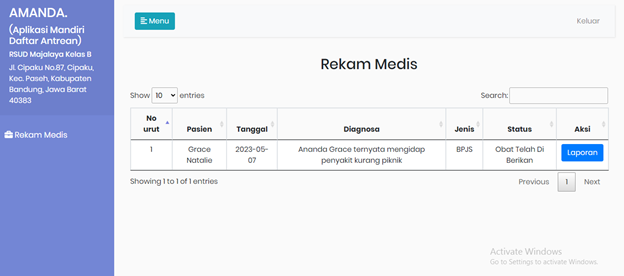 AMANDA.
(Aplikasi Mandiri
Daftar Antrean)
RSUD Majalaya Kelas B
Jl. Cipaku No.87, Cipaku,
Kec. Paseh, Kabupaten
Bandung, Jawa Barat
40383
Rekam Medis
Menu
Keluar
Rekam Medis
Show 10 entries
Search:
No urut Pasien Tanggal Diagnosa Jenis Status Aksi
1 Grace Natalie 2023-05-07 Ananda Grace ternyata mengidap penyakit kurang piknik BPJS Obat Telah Di Berikan Laporan
Showing 1 to 1 of 1 entries
Previous 1 Next
Activate Windows
Go to Settings to activate Windows.